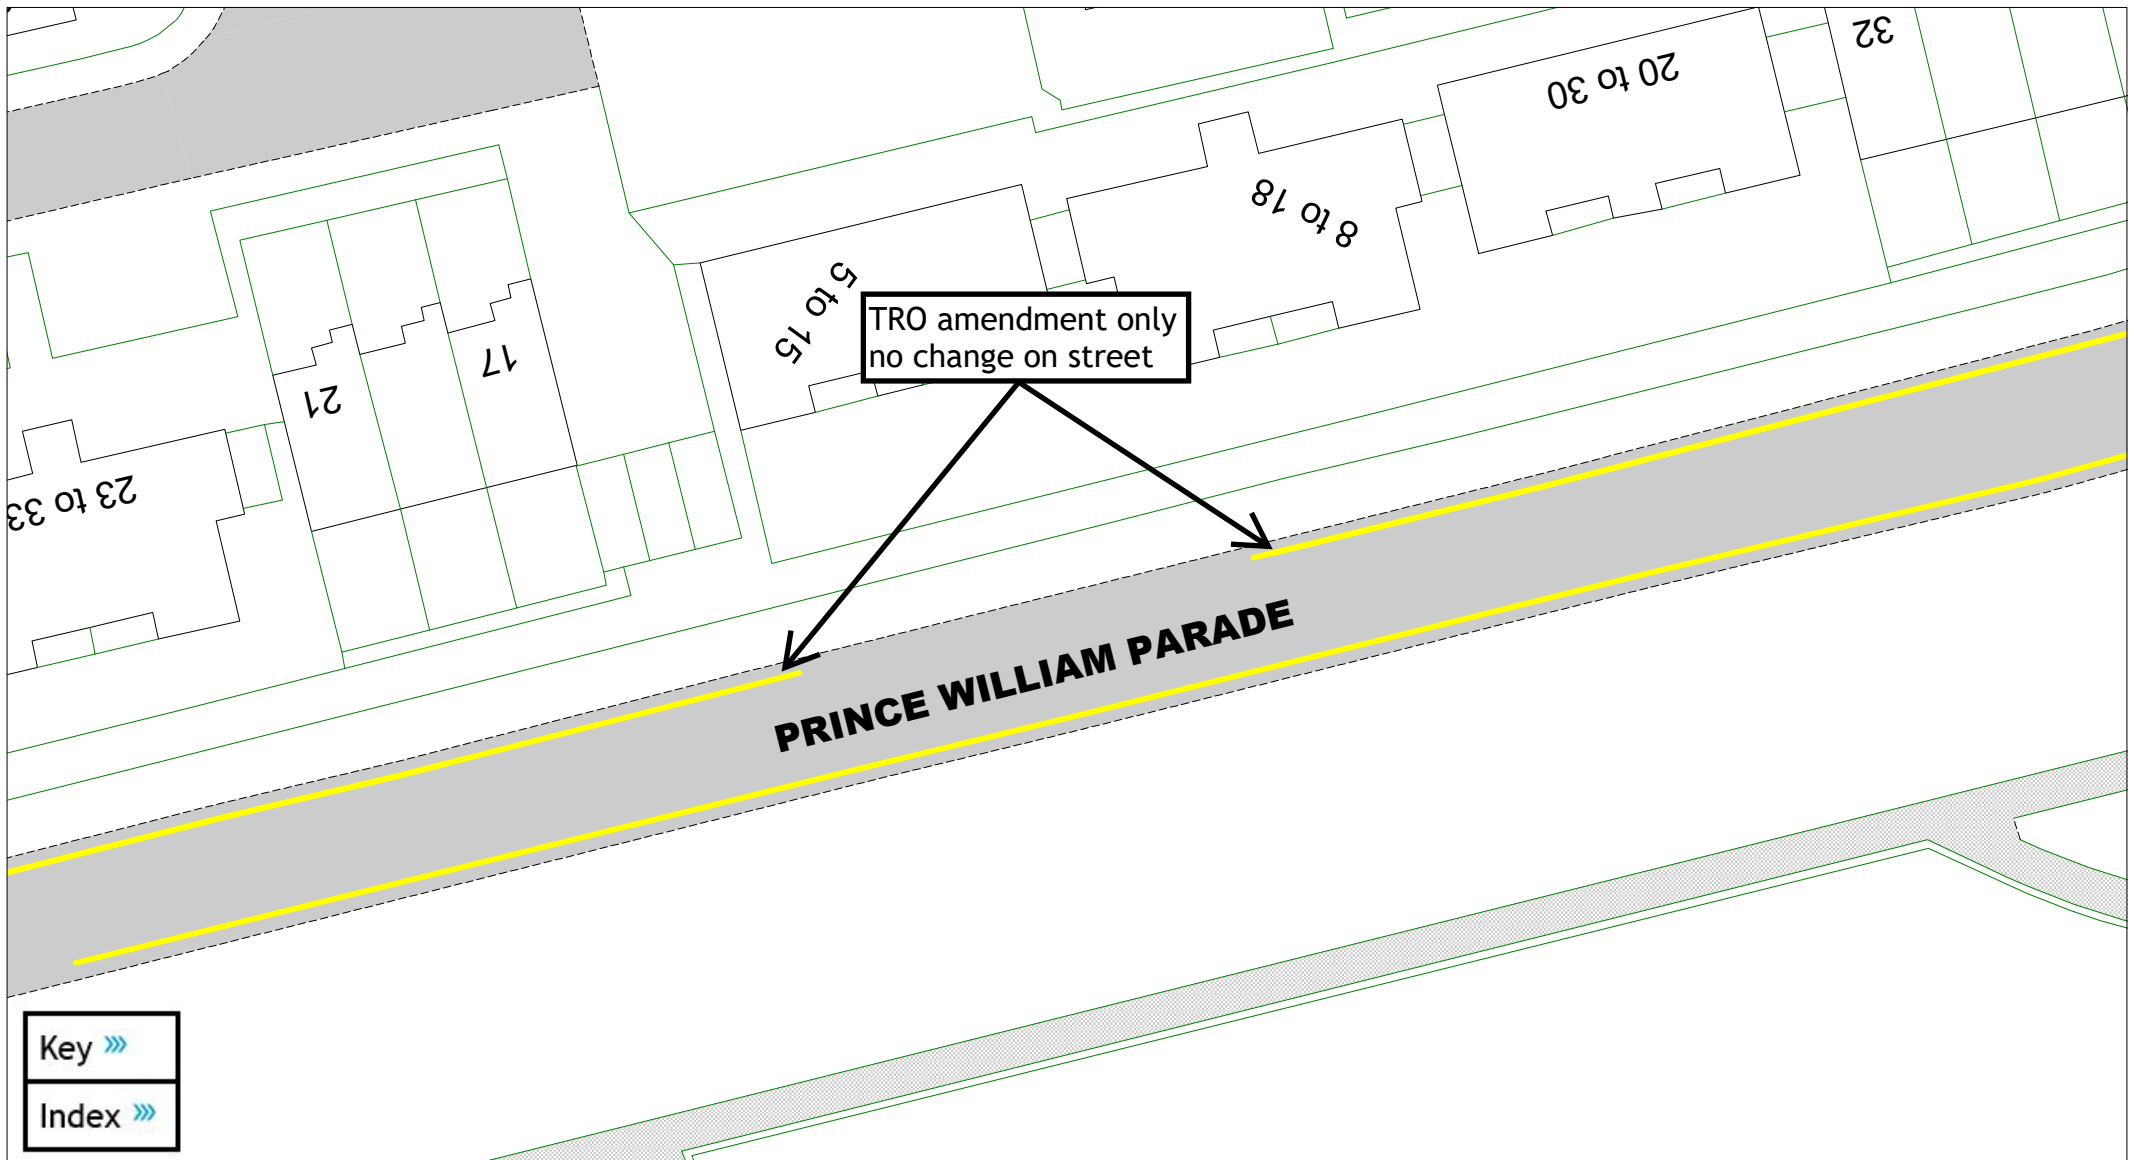 32
20 to 30
8 to 18
5 to 15
TRO amendment only
no change on street
17
21
23 to 33
PRINCE WILLIAM PARADE
Key
Index